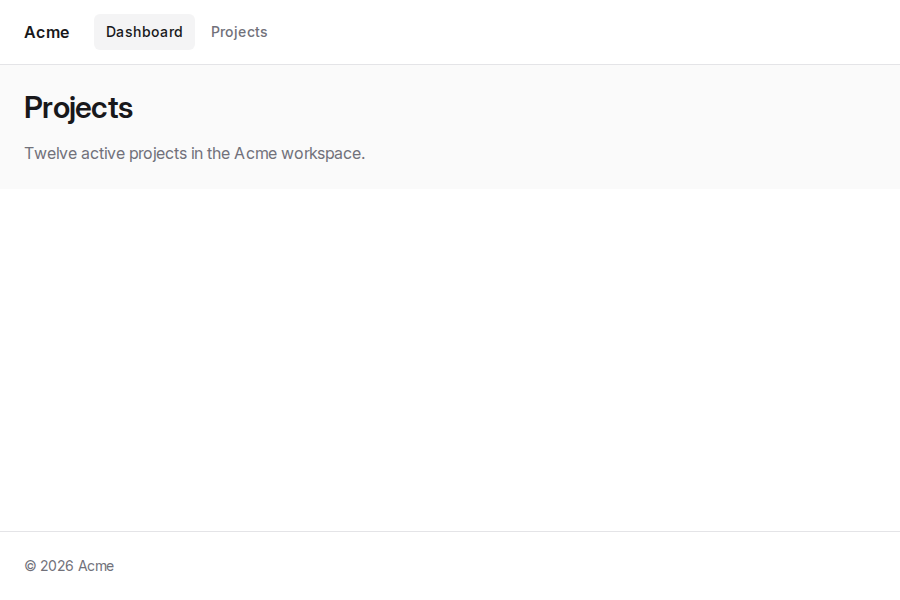 Acme Dashboard Projects
Projects
Twelve active projects in the Acme workspace.
© 2026 Acme